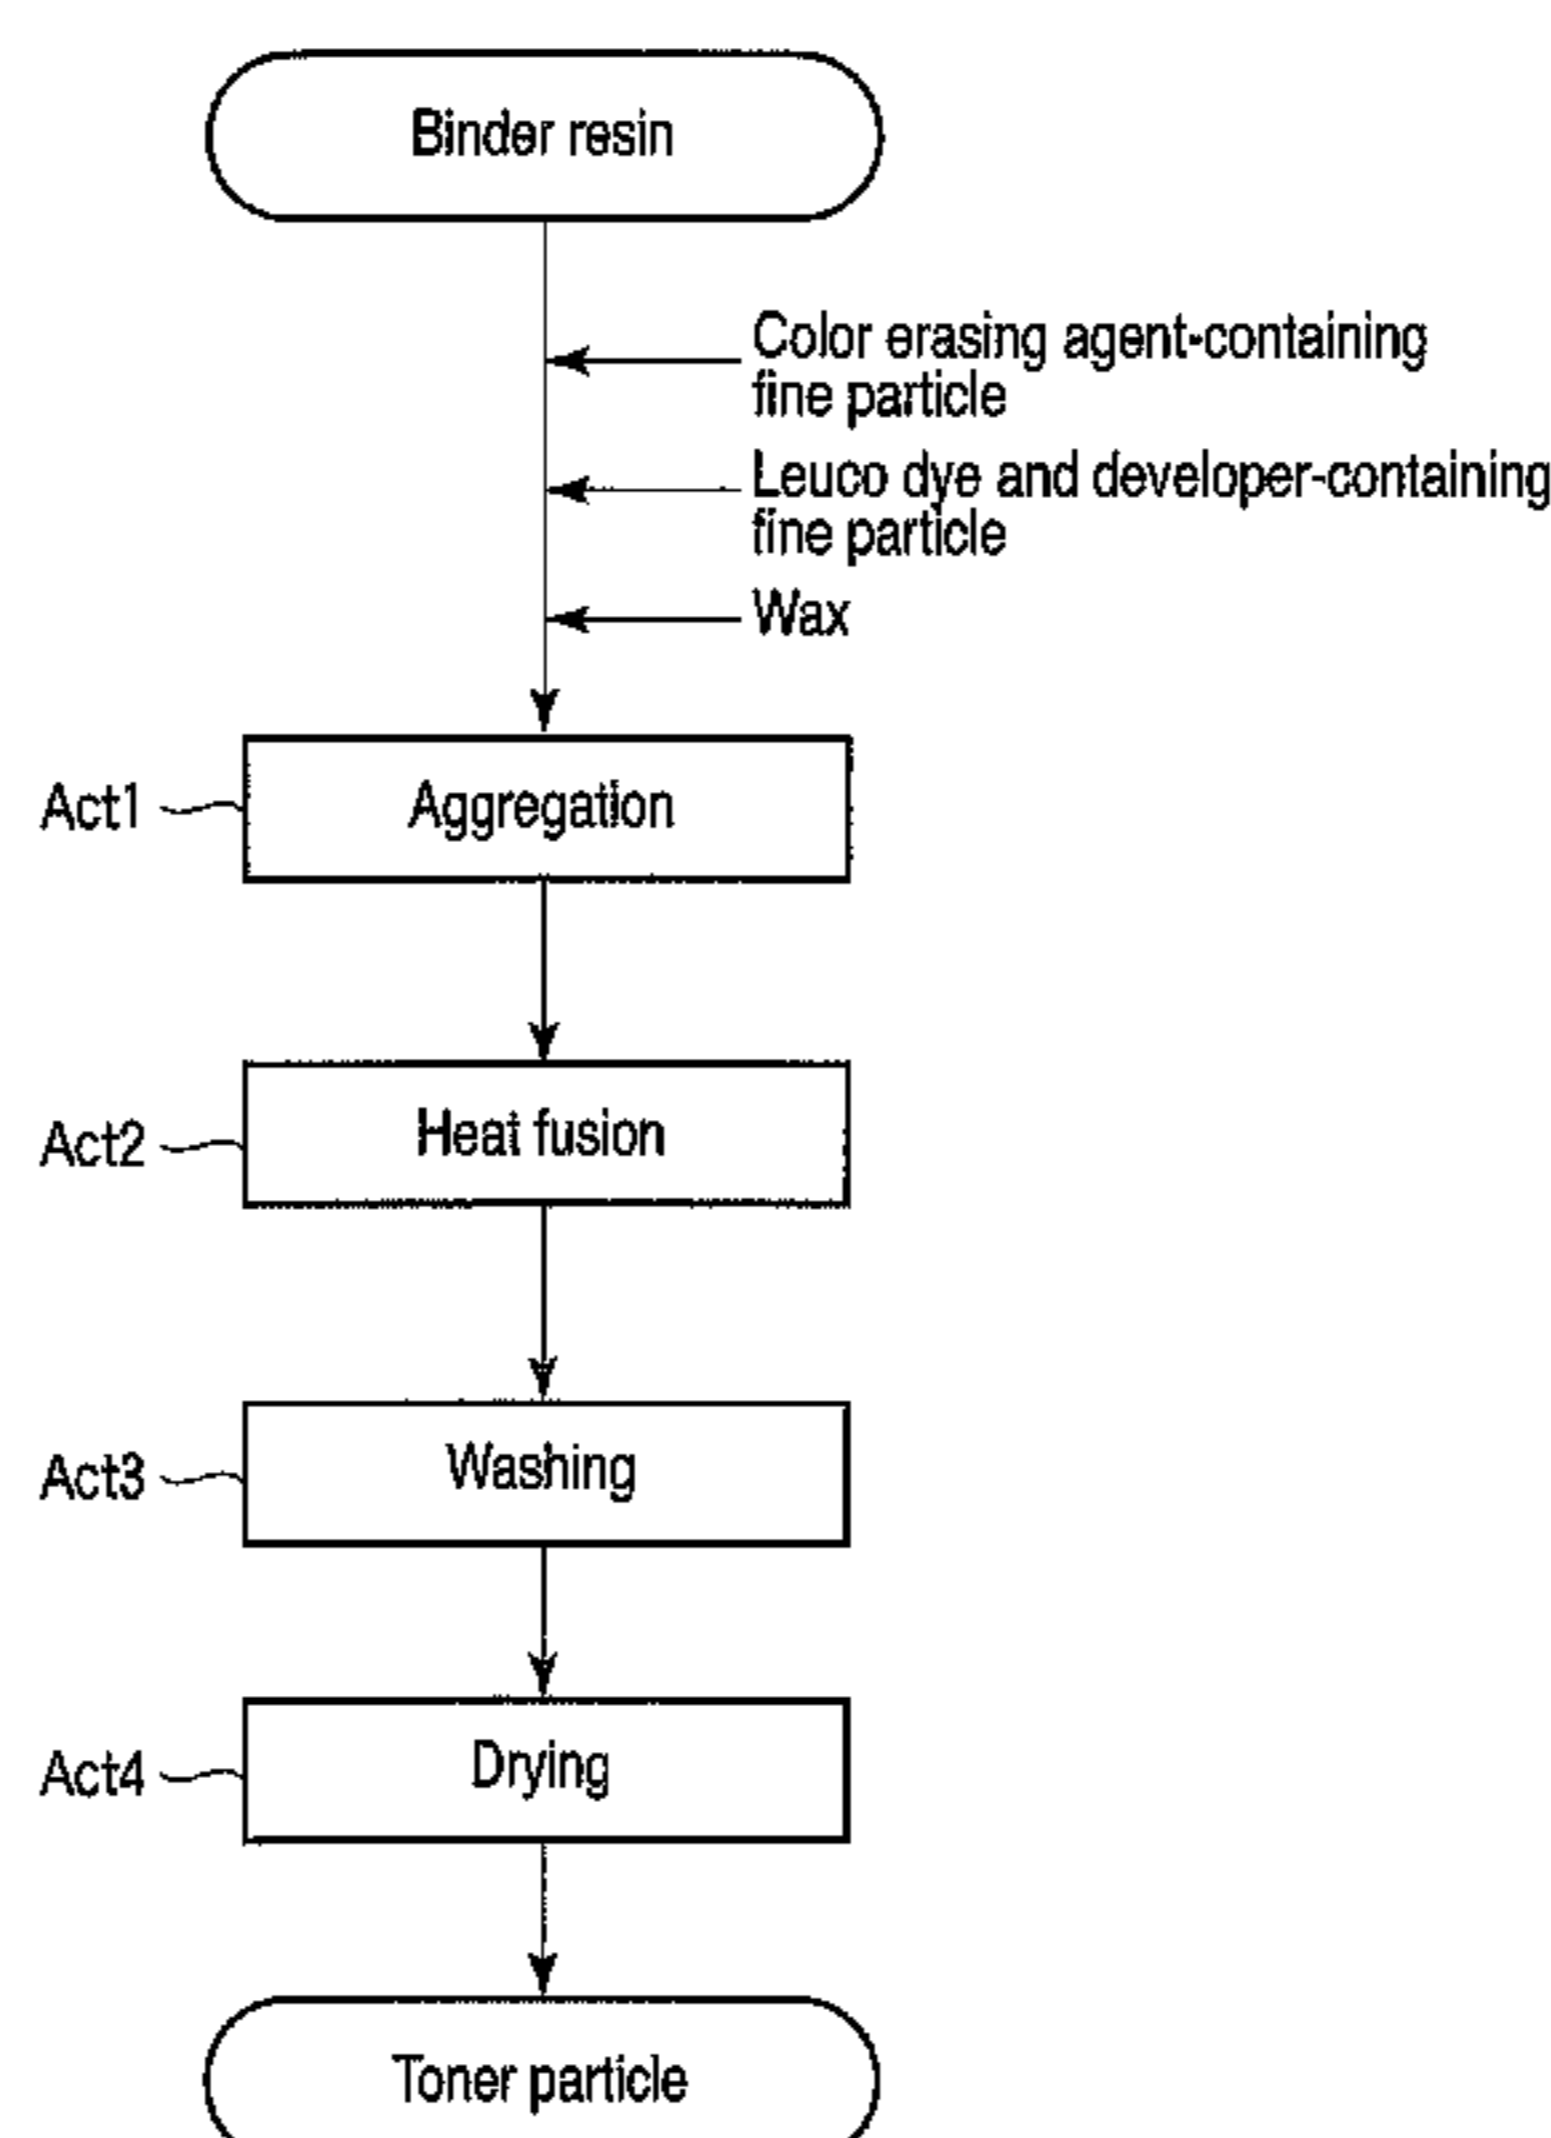 Binder resin
Color erasing agent-containing
fine particle
Leuco dye and developer-containing
fine particle
Wax
Act1
Aggregation
Act2
Heat fusion
Act3
Washing
Act4
Drying
Toner particle